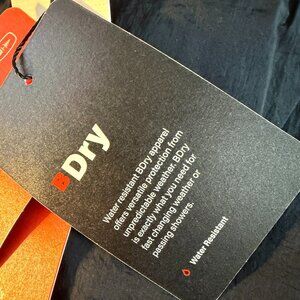 BDry
Water resistant BDry apparel
offers versatile protection from
unpredictable weather. BDry
is exactly what you need for
fast changing weather or
passing showers.
Water Resistant